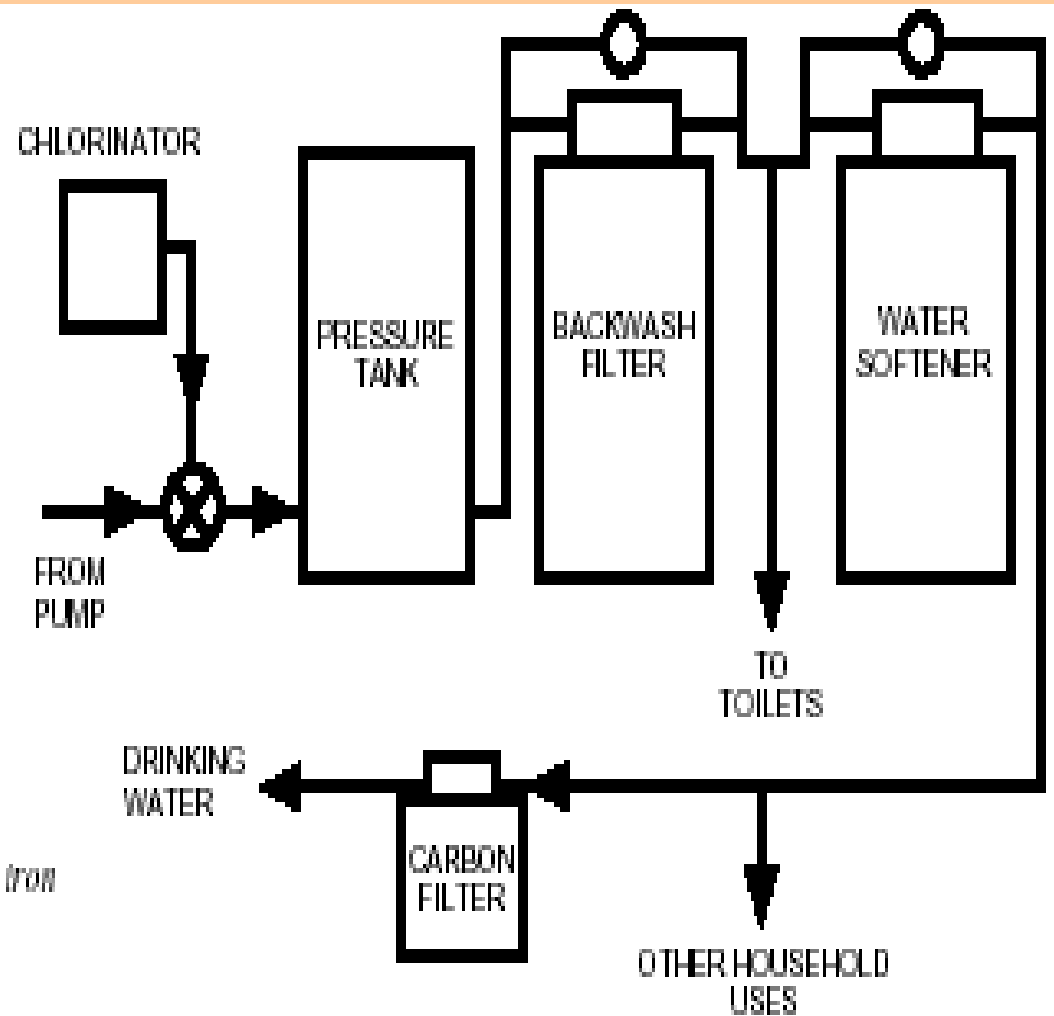 CHLORINATOR
PRESSURE
TANK
BACKWASH
FILTER
WATER
SOFTENER
FROM
PUMP
TO
TOILETS
DRINKING
WATER
CARBON
FILTER
iron
OTHER HOUSEHOLD
USES